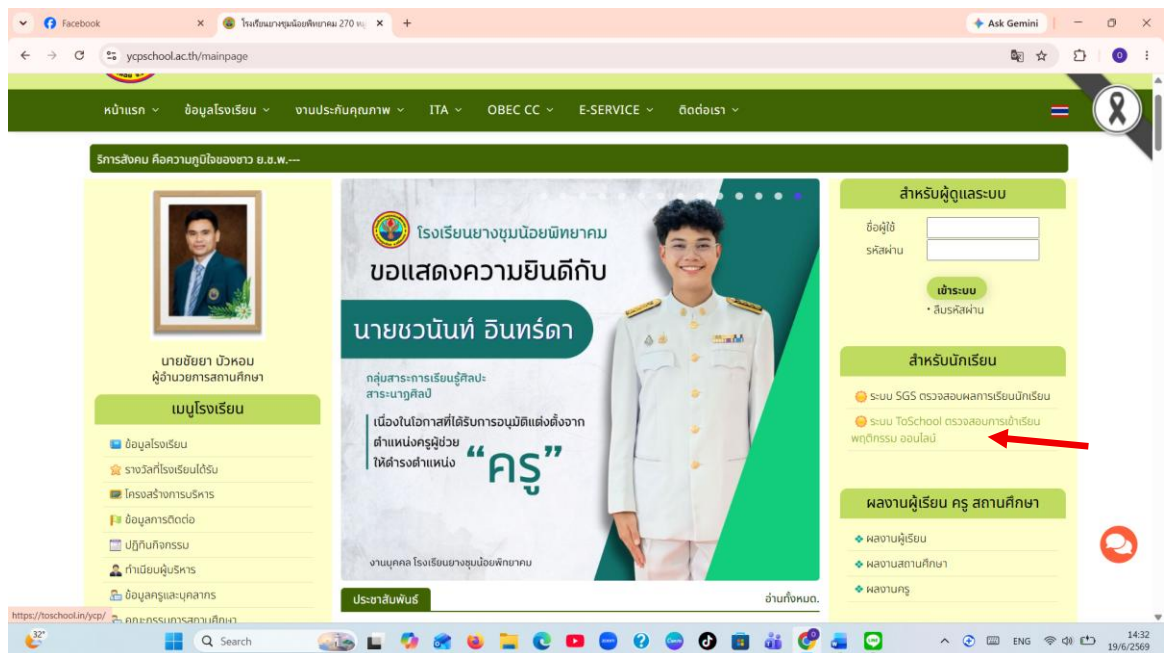 Facebook
โรงเรียนยางชุมน้อยพิทยาคม 270 หมู่
Ask Gemini
ycpschool.ac.th/mainpage
หน้าแรก
ข้อมูลโรงเรียน
งานประกันคุณภาพ
ITA
OBEC CC
E-SERVICE
ติดต่อเรา
ริการสังคม คือความภูมิใจของชาว ย.ช.พ.---
นายชัยยา บัวหอม
ผู้อำนวยการสถานศึกษา
เมนูโรงเรียน
ข้อมูลโรงเรียน
รางวัลที่โรงเรียนได้รับ
โครงสร้างการบริหาร
ข้อมูลการติดต่อ
ปฏิทินกิจกรรม
ทำเนียบผู้บริหาร
ข้อมูลครูและบุคลากร
คณะกรรมการสถานศึกษา
โรงเรียนยางชุมน้อยพิทยาคม
ขอแสดงความยินดีกับ
นายชวนันท์ อินทร์ดา
กลุ่มสาระการเรียนรู้ศิลปะ
สาระนาฏศิลป์
เนื่องในโอกาสที่ได้รับการอนุมัติแต่งตั้งจาก
ตำแหน่งครูผู้ช่วย
ให้ดำรงตำแหน่ง “ครู”
งานบุคคล โรงเรียนยางชุมน้อยพิทยาคม
ประชาสัมพันธ์
อ่านทั้งหมด.
สำหรับผู้ดูแลระบบ
ชื่อผู้ใช้
รหัสผ่าน
เข้าระบบ
• ลืมรหัสผ่าน
สำหรับนักเรียน
ระบบ SGS ตรวจสอบผลการเรียนนักเรียน
ระบบ ToSchool ตรวจสอบการเข้าเรียน
พฤติกรรม ออนไลน์
ผลงานผู้เรียน ครู สถานศึกษา
ผลงานผู้เรียน
ผลงานสถานศึกษา
ผลงานครู
https://toschool.in/ycp/
32°
Search
ENG
14:32
19/6/2569